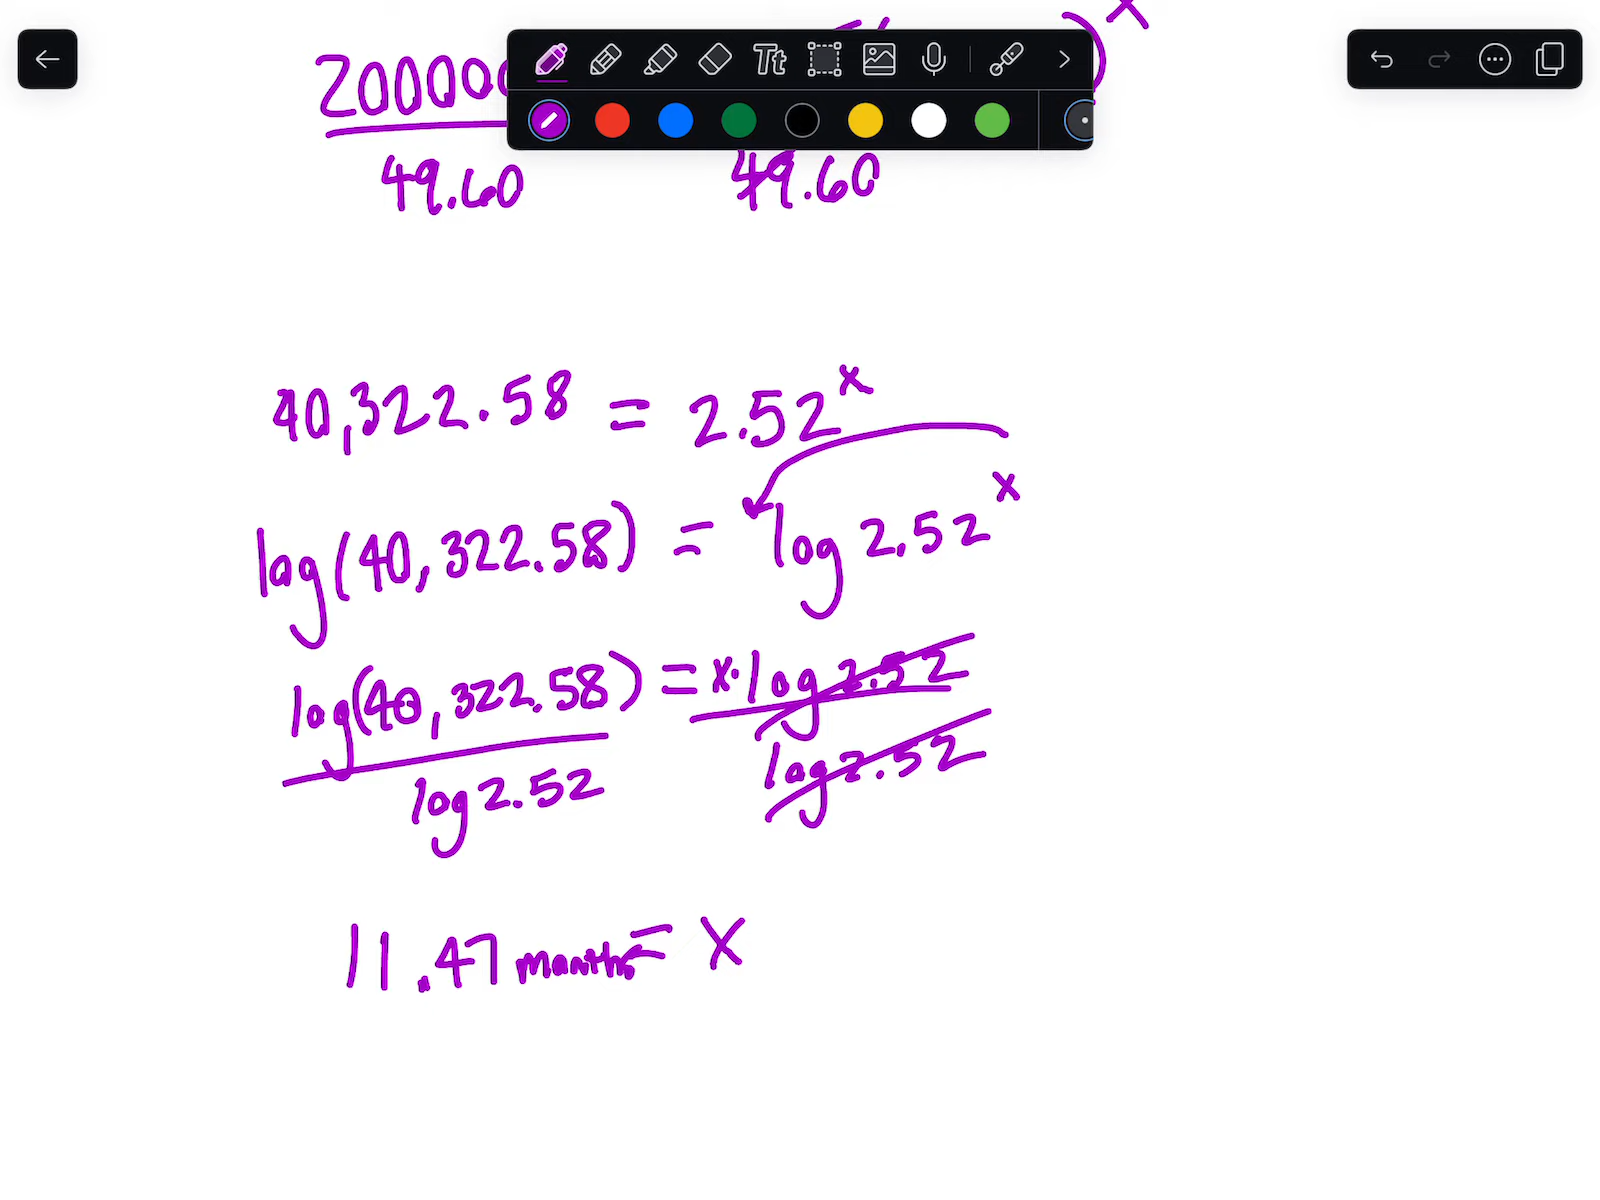 200000
x
49.60 49.60
Tt
40,322.58 = 2.52^x
log(40,322.58) = log 2.52^x
log(40,322.58) = x·log 2.52
log 2.52 log 2.52
11.47 months = x